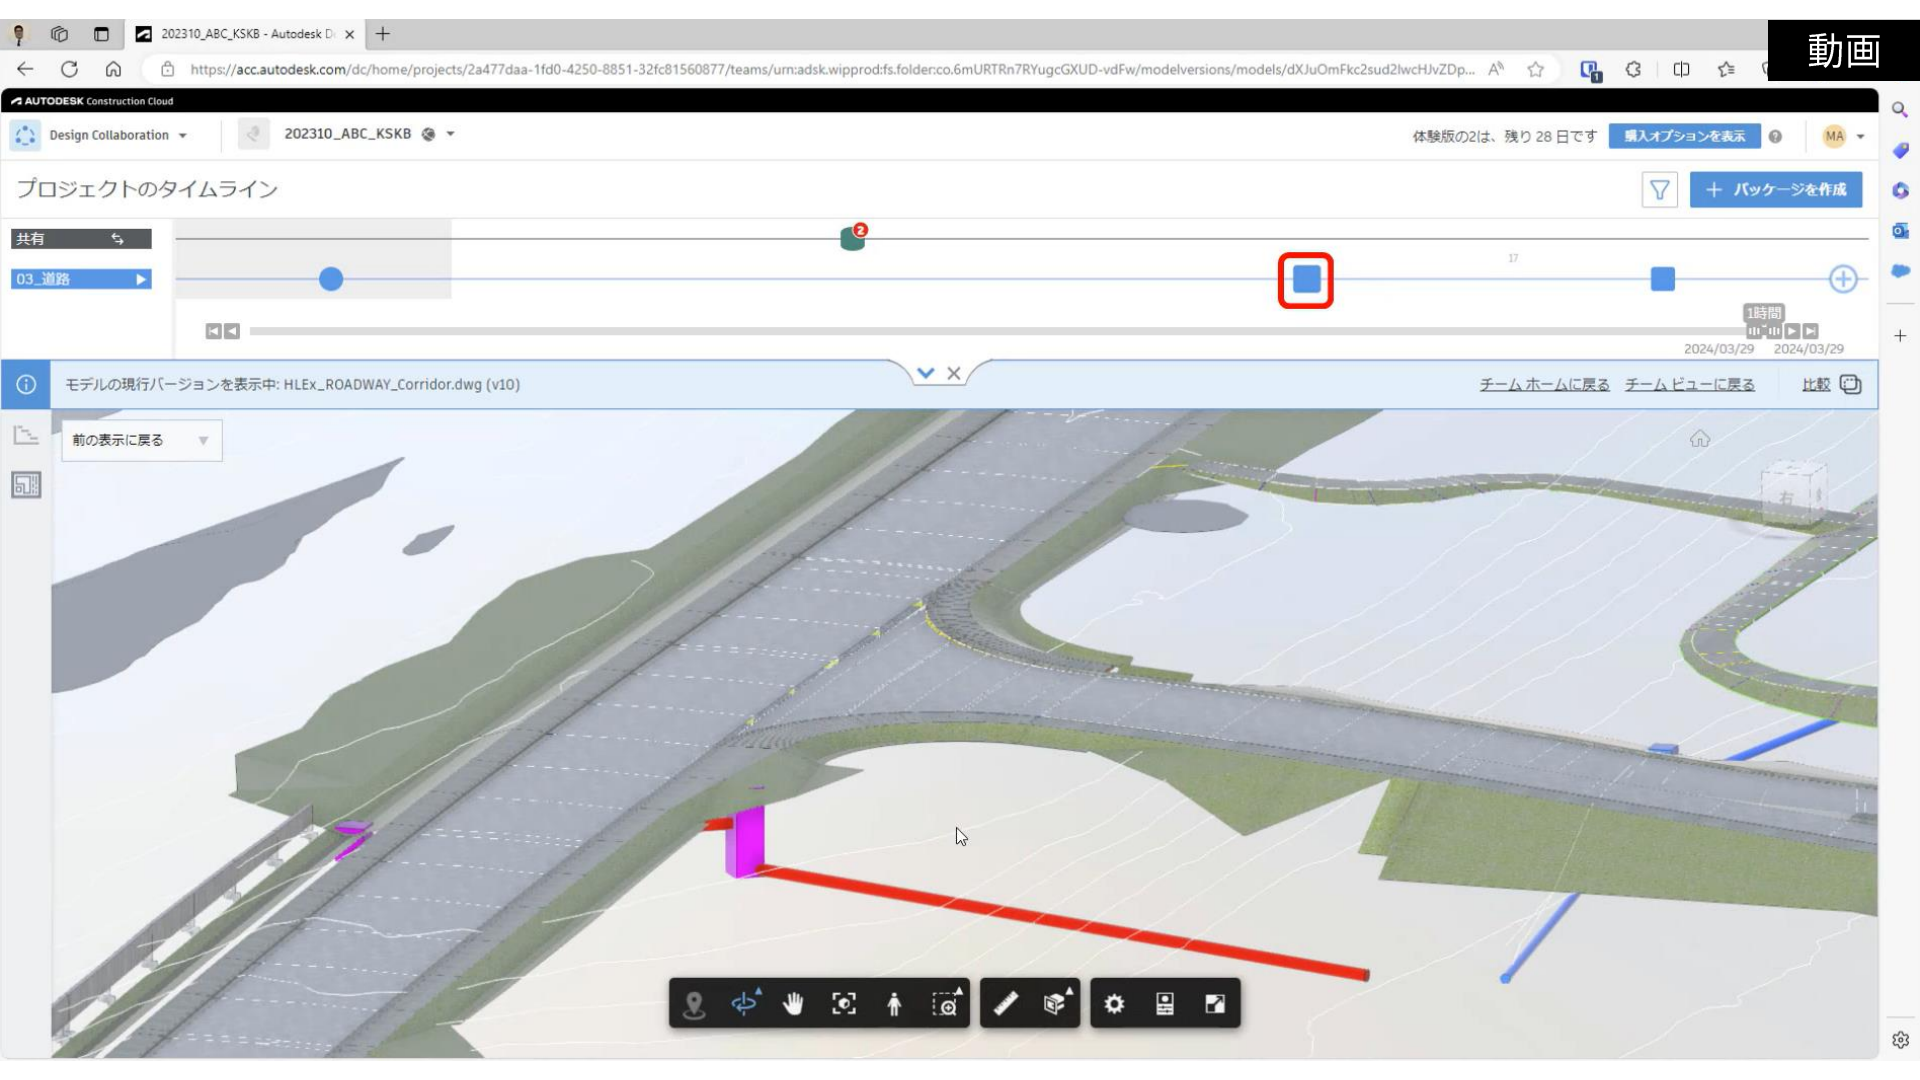 動画
202310_ABC_KSKB - Autodesk D
https://acc.autodesk.com/dc/home/projects/2a477daa-1fd0-4250-8851-32fc81560877/teams/urn:adsk.wipprod:fs.folder:co.6mURTRn7RYugcGXUD-vdFw/modelversions/models/dXJuOmFkc2sud2lwcHJvZDp...
AUTODESK Construction Cloud
Design Collaboration
202310_ABC_KSKB
体験版の2は、残り 28 日です
購入オプションを表示
MA
プロジェクトのタイムライン
+ パッケージを作成
共有
2
03_道路
17
1時間
2024/03/29 2024/03/29
モデルの現行バージョンを表示中: HLEx_ROADWAY_Corridor.dwg (v10)
チーム ホームに戻る チーム ビューに戻る 比較
前の表示に戻る
右